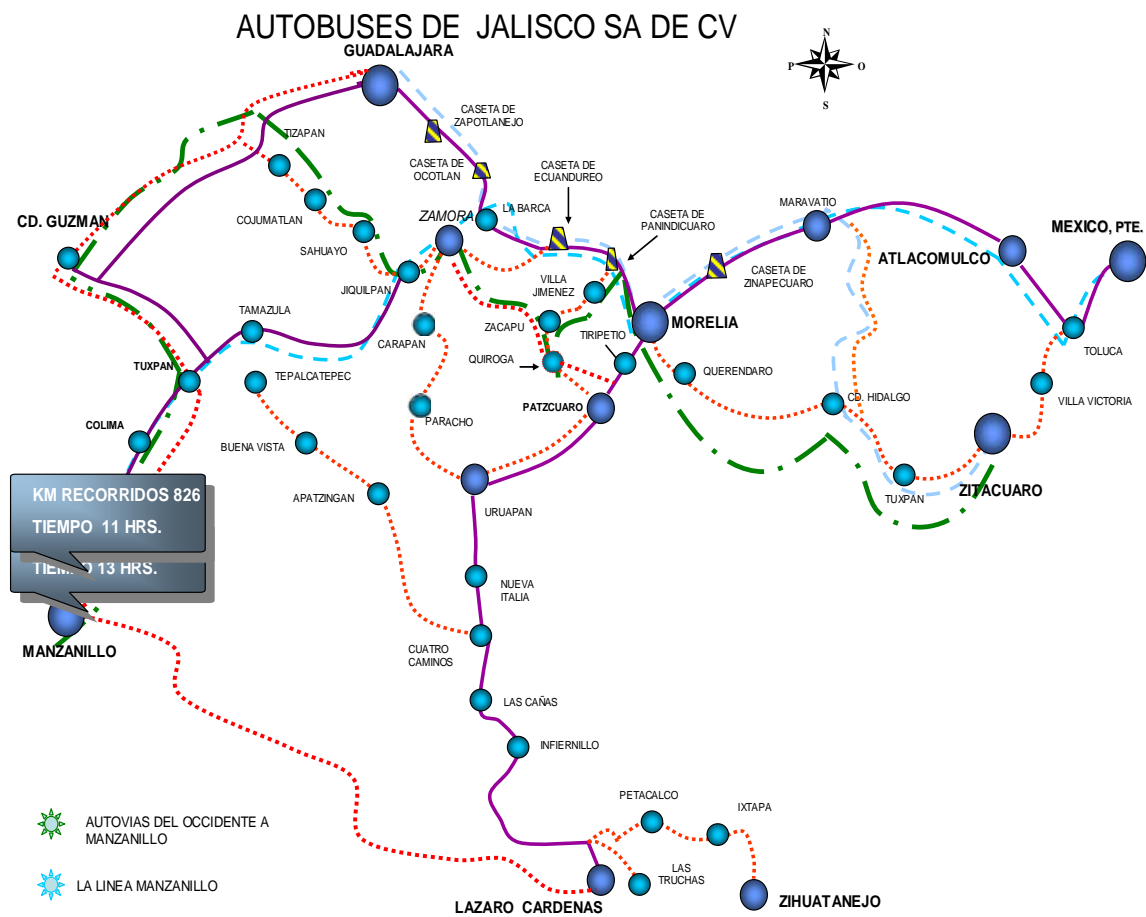 AUTOBUSES DE JALISCO SA DE CV
GUADALAJARA
N
P
O
S
CASETA DE
ZAPOTLANEJO
TIZAPAN
CASETA DE
OCOTLAN
CASETA DE
ECUANDUREO
COJUMATLAN
MARAVATIO
CD. GUZMAN
ZAMORA
LA BARCA
CASETA DE
PANINDICUARO
MEXICO, PTE.
SAHUAYO
ATLACOMULCO
JIQUILPAN
VILLA
JIMENEZ
CASETA DE
ZINAPECUARO
TAMAZULA
CARAPAN
ZACAPU
TIRIPETIO
MORELIA
TOLUCA
TUXPAN
TEPALCATEPEC
QUIROGA
QUERENDARO
VILLA VICTORIA
PATZCUARO
CD. HIDALGO
COLIMA
PARACHO
BUENA VISTA
ZITACUARO
TUXPAN
APATZINGAN
URUAPAN
KM RECORRIDOS 826
TIEMPO 11 HRS.
TIEMPO 13 HRS.
NUEVA
ITALIA
MANZANILLO
CUATRO
CAMINOS
LAS CAÑAS
INFIERNILLO
PETACALCO
IXTAPA
AUTOVIAS DEL OCCIDENTE A
MANZANILLO
LAS
TRUCHAS
LA LINEA MANZANILLO
LAZARO CARDENAS
ZIHUATANEJO